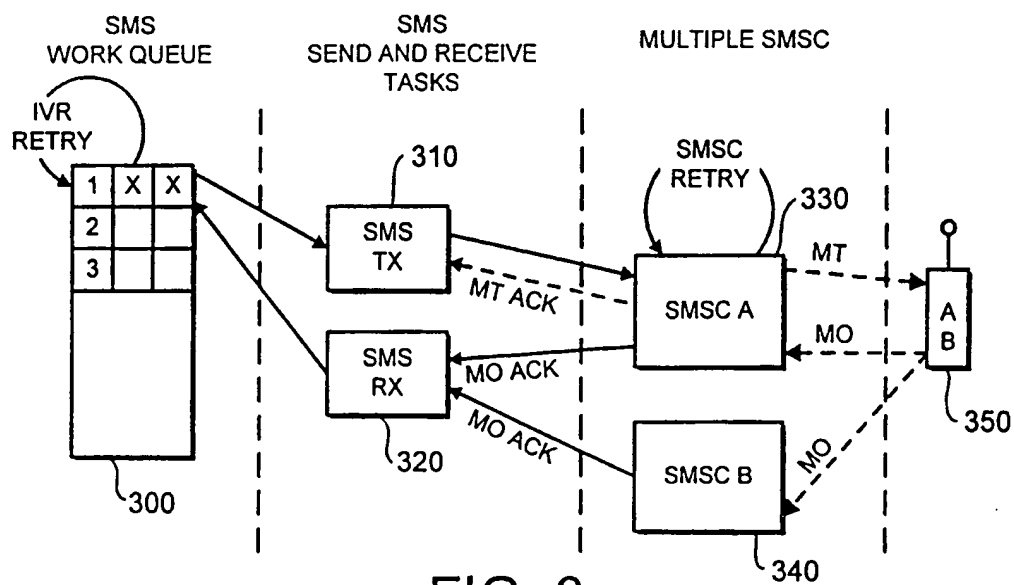 SMS
WORK QUEUE
SMS
SEND AND RECEIVE
TASKS
MULTIPLE SMSC
IVR
RETRY
1 X X
2
3
300
310
SMS
TX
MT ACK
SMS
RX
320
MO ACK
MO ACK
SMSC
RETRY
330
SMSC A
MT
MO
A
B
350
SMSC B
MO
340